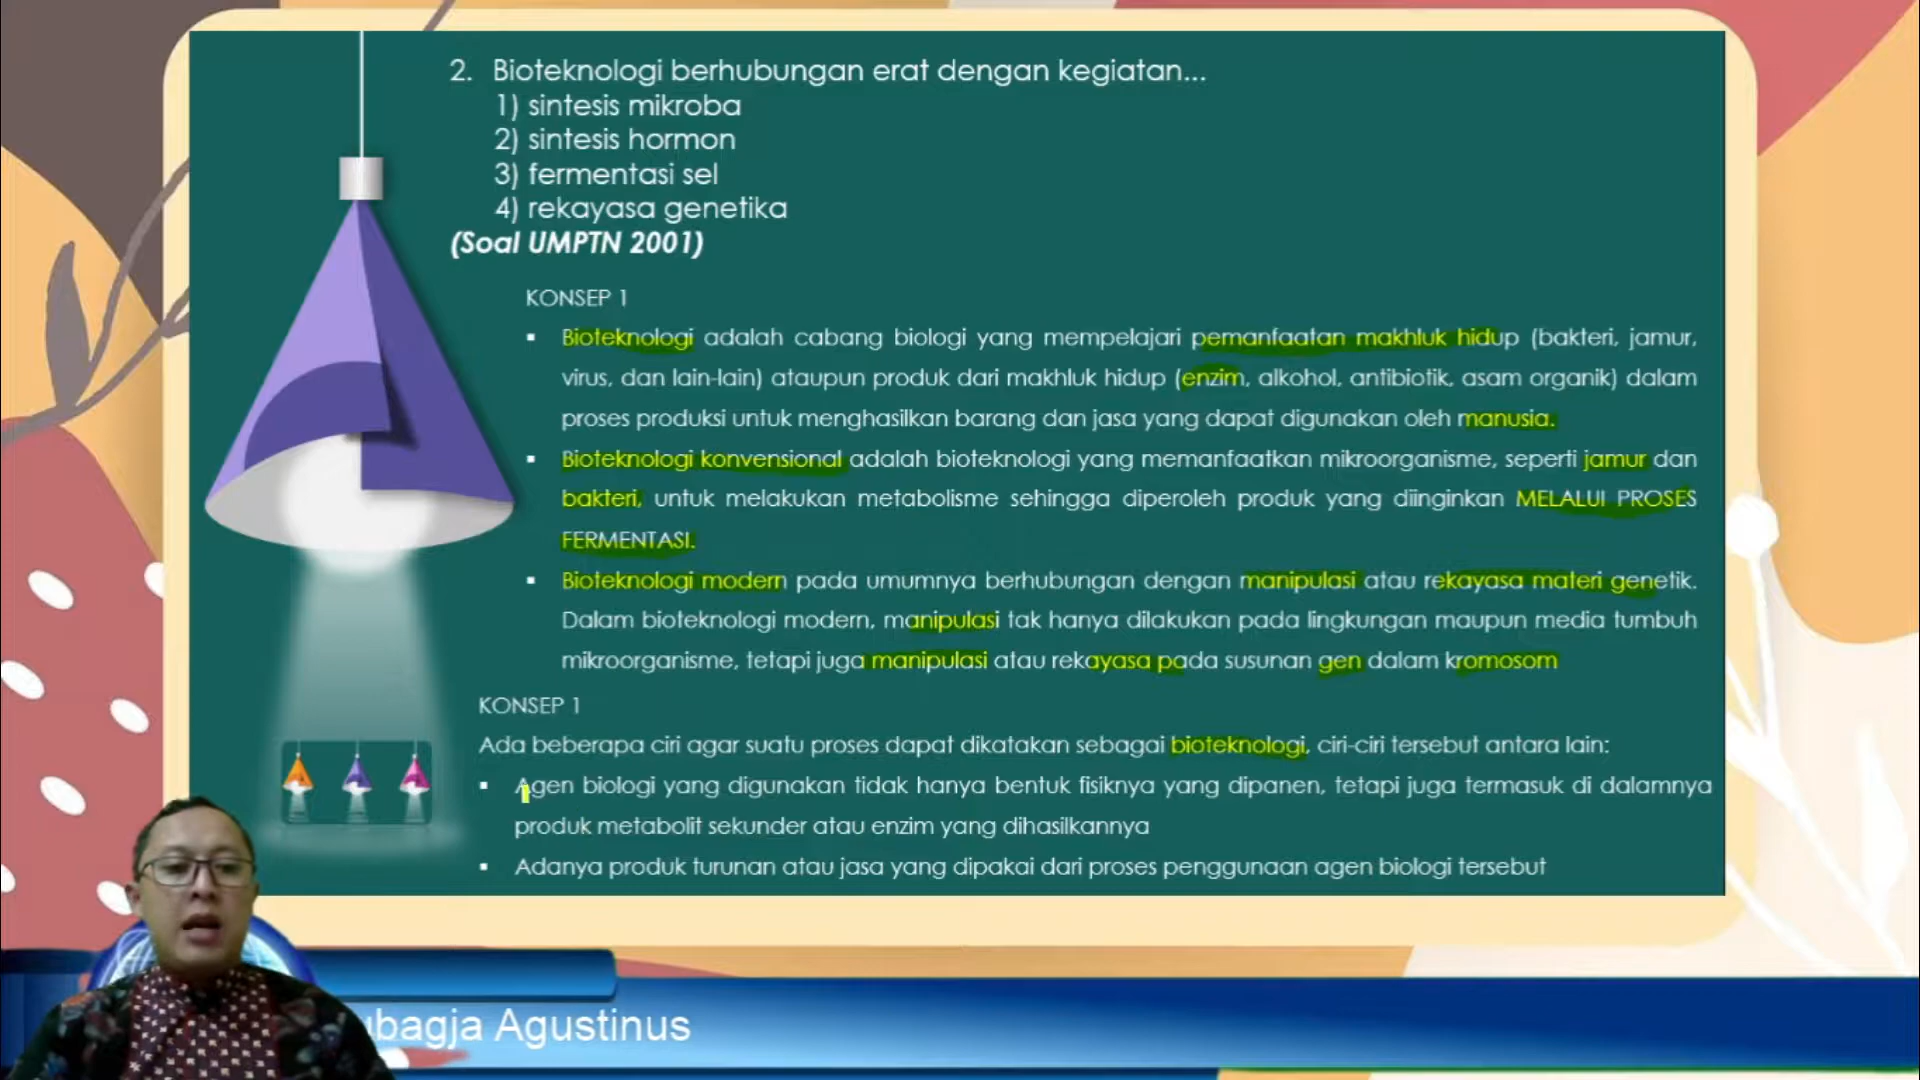 2. Bioteknologi berhubungan erat dengan kegiatan...
1) sintesis mikroba
2) sintesis hormon
3) fermentasi sel
4) rekayasa genetika
(Soal UMPTN 2001)
KONSEP 1
▪ Bioteknologi adalah cabang biologi yang mempelajari pemanfaatan makhluk hidup (bakteri, jamur,
virus, dan lain-lain) ataupun produk dari makhluk hidup (enzim, alkohol, antibiotik, asam organik) dalam
proses produksi untuk menghasilkan barang dan jasa yang dapat digunakan oleh manusia.
▪ Bioteknologi konvensional adalah bioteknologi yang memanfaatkan mikroorganisme, seperti jamur dan
bakteri, untuk melakukan metabolisme sehingga diperoleh produk yang diinginkan MELALUI PROSES
FERMENTASI.
▪ Bioteknologi modern pada umumnya berhubungan dengan manipulasi atau rekayasa materi genetik.
Dalam bioteknologi modern, manipulasi tak hanya dilakukan pada lingkungan maupun media tumbuh
mikroorganisme, tetapi juga manipulasi atau rekayasa pada susunan gen dalam kromosom
KONSEP 1
Ada beberapa ciri agar suatu proses dapat dikatakan sebagai bioteknologi, ciri-ciri tersebut antara lain:
▪ Agen biologi yang digunakan tidak hanya bentuk fisiknya yang dipanen, tetapi juga termasuk di dalamnya
produk metabolit sekunder atau enzim yang dihasilkannya
▪ Adanya produk turunan atau jasa yang dipakai dari proses penggunaan agen biologi tersebut
Agustinus